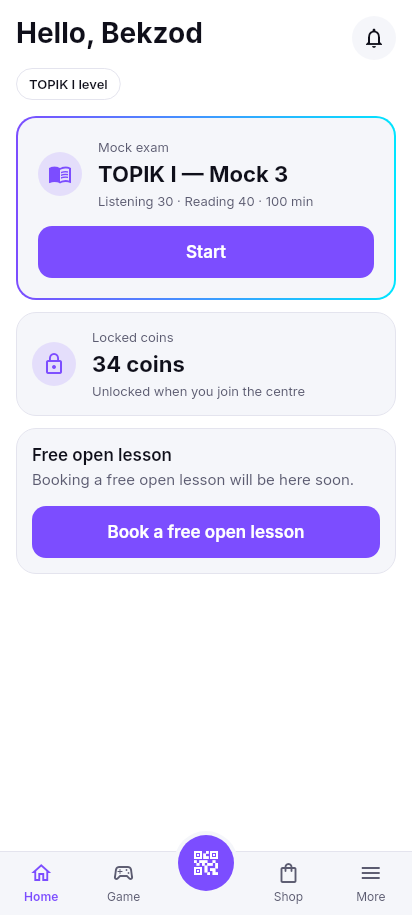 Hello, Bekzod
TOPIK I level
Mock exam
TOPIK I — Mock 3
Listening 30 · Reading 40 · 100 min
Start
Locked coins
34 coins
Unlocked when you join the centre
Free open lesson
Booking a free open lesson will be here soon.
Book a free open lesson
Home
Game
Shop
More